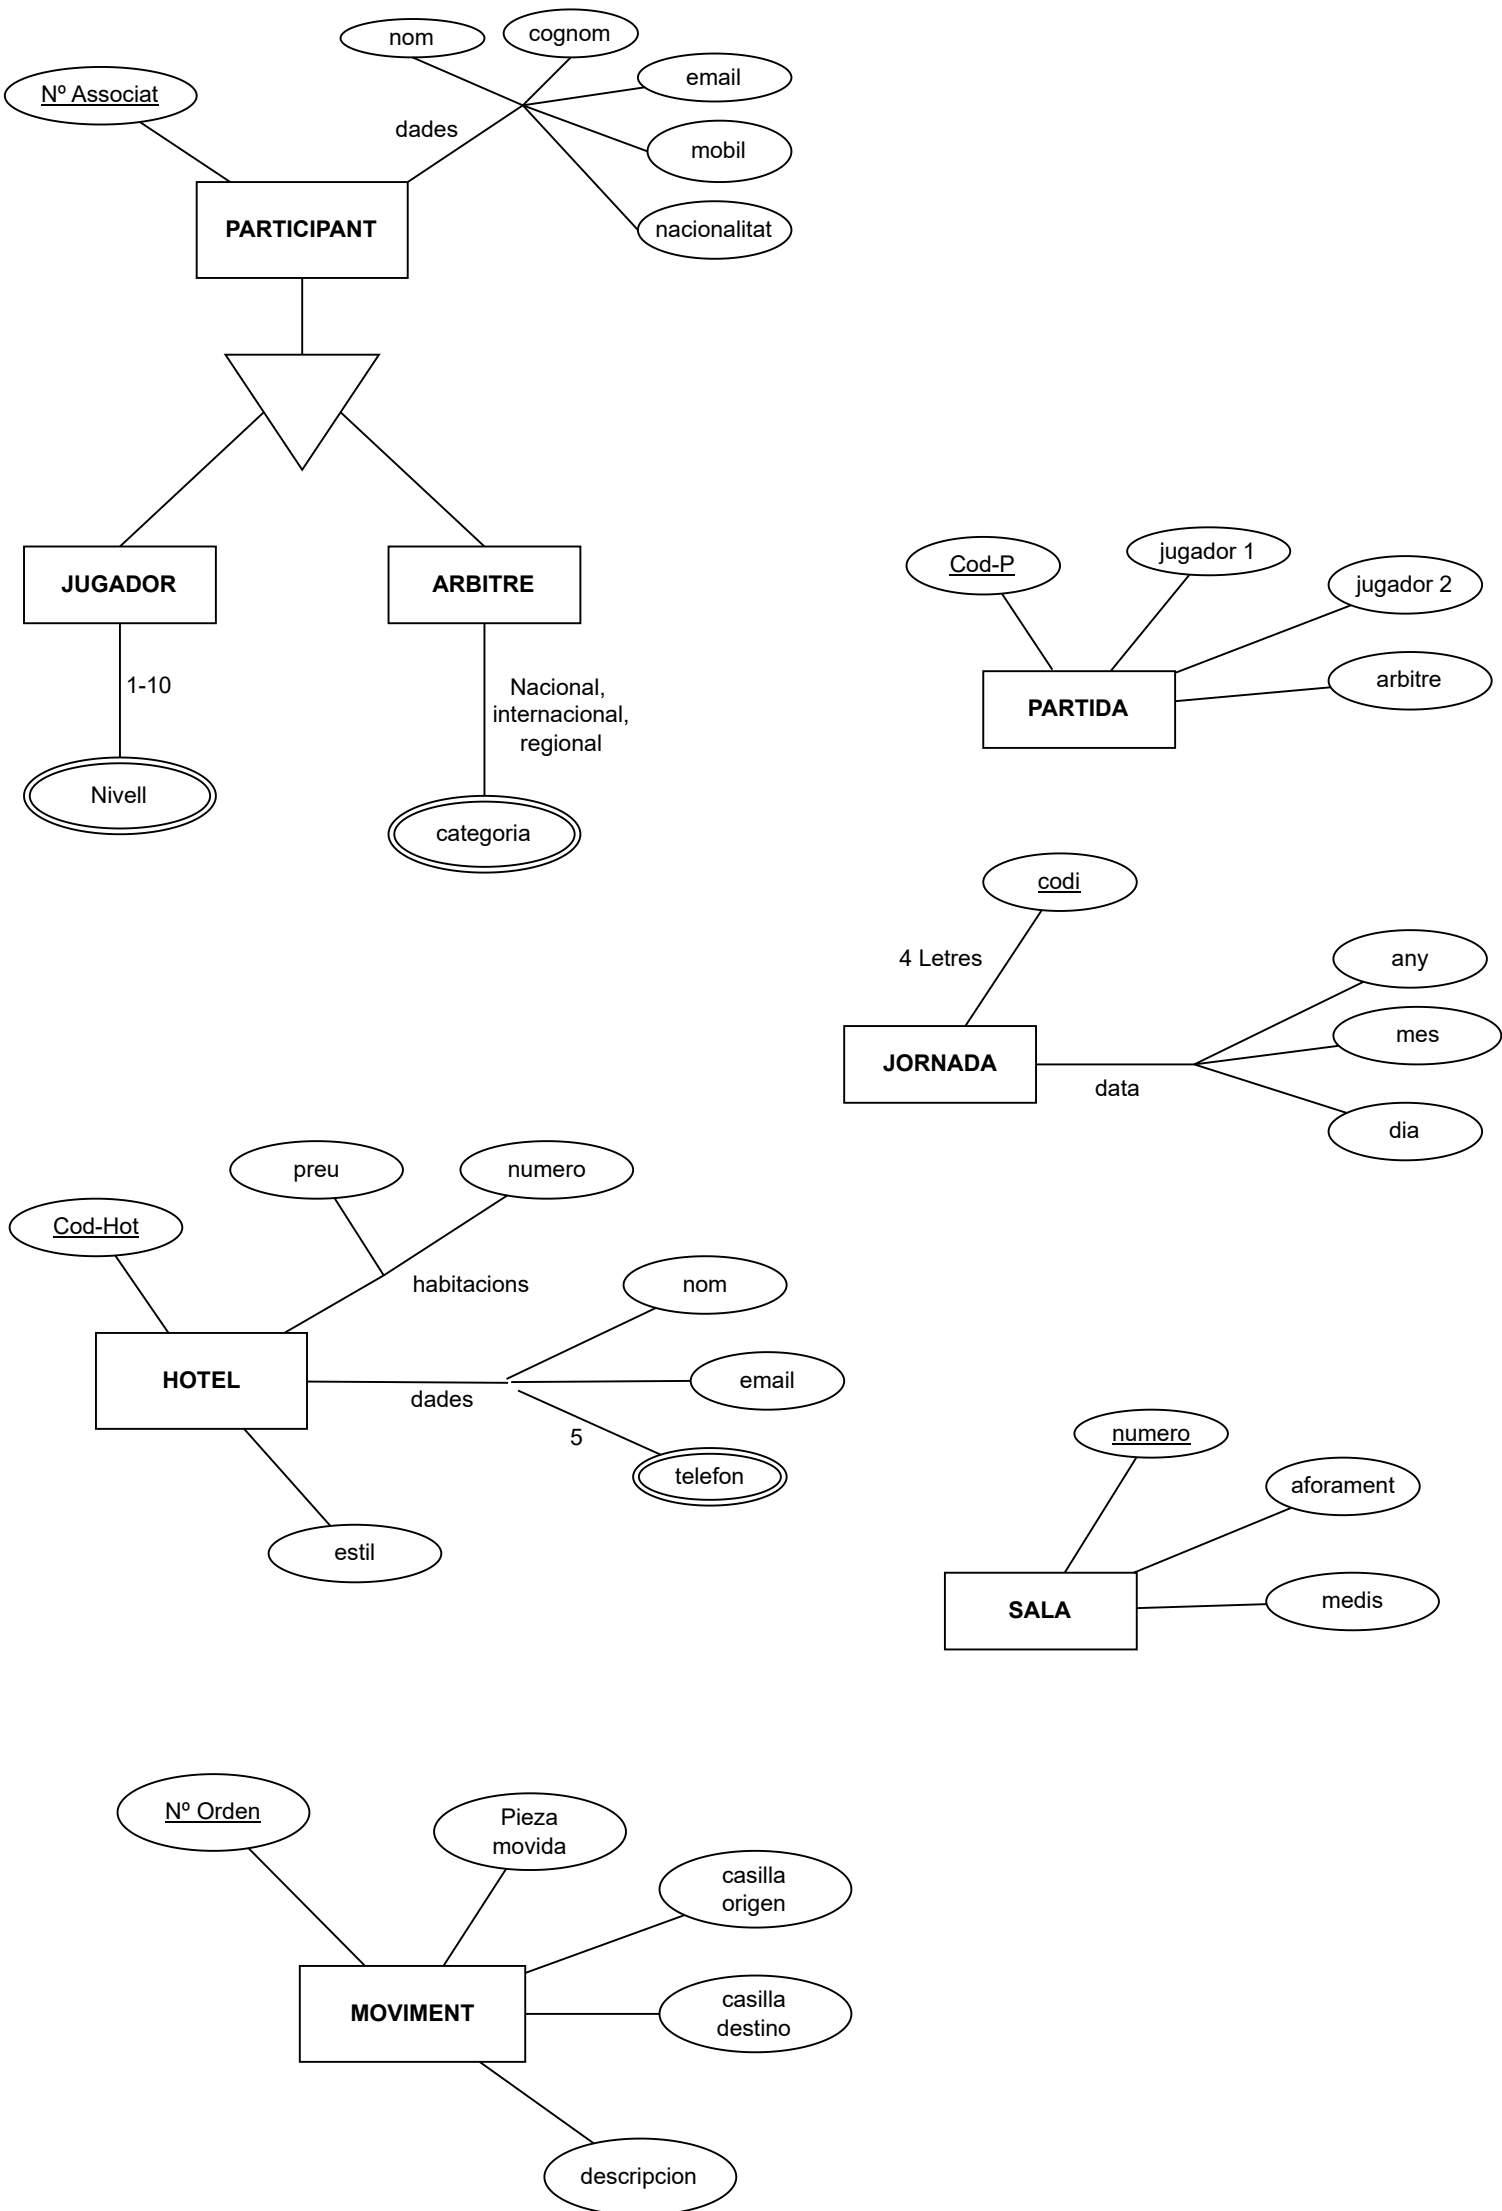 nom
cognom
email
Nº Associat
dades
mobil
PARTICIPANT
nacionalitat
JUGADOR
ARBITRE
1-10
Nacional,
internacional,
regional
Nivell
categoria
Cod-P
jugador 1
jugador 2
arbitre
PARTIDA
codi
4 Letres
any
mes
JORNADA
data
dia
preu
numero
Cod-Hot
habitacions
nom
HOTEL
email
dades
5
telefon
estil
numero
aforament
SALA
medis
Nº Orden
Pieza
movida
casilla
origen
MOVIMENT
casilla
destino
descripcion